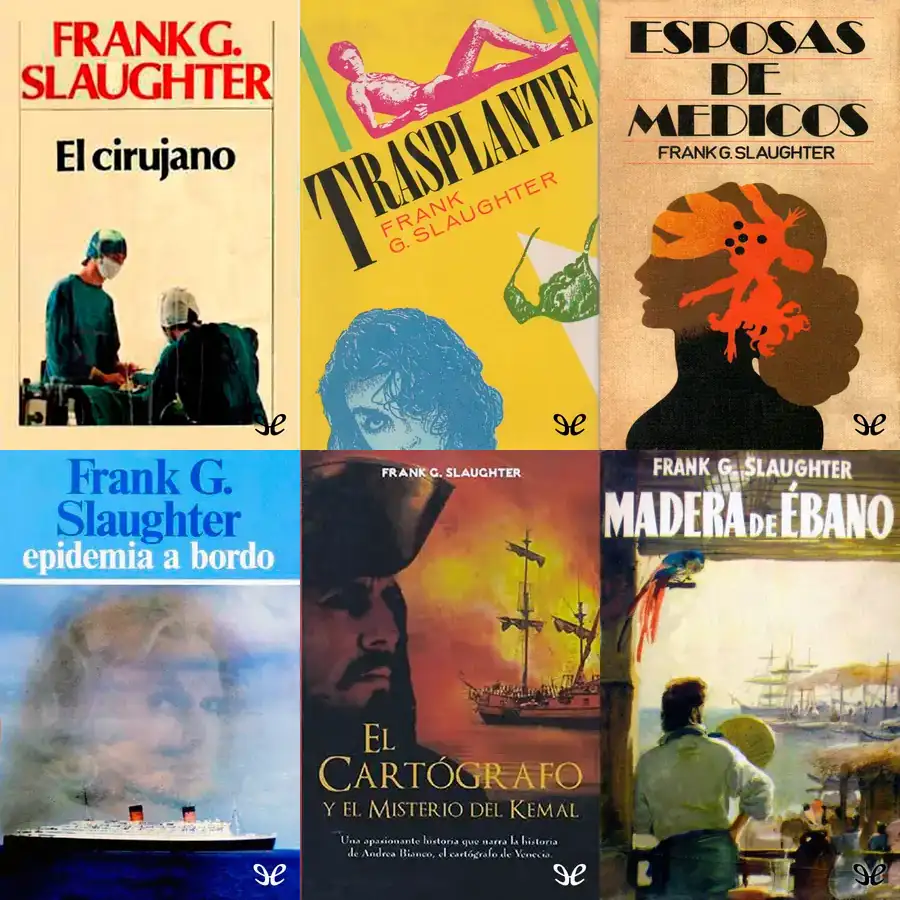 FRANK G.
SLAUGHTER
El cirujano
TRASPLANTE
FRANK
G. SLAUGHTER
ESPOSAS
DE
MEDICOS
FRANK G. SLAUGHTER
Frank G.
Slaughter
epidemia a bordo
FRANK G. SLAUGHTER
EL
CARTÓGRAFO
Y EL MISTERIO DEL KEMAL
Una apasionante historia que narra la historia
de Andrea Bianco, el cartógrafo de Venecia.
FRANK G. SLAUGHTER
MADERA DE ÉBANO